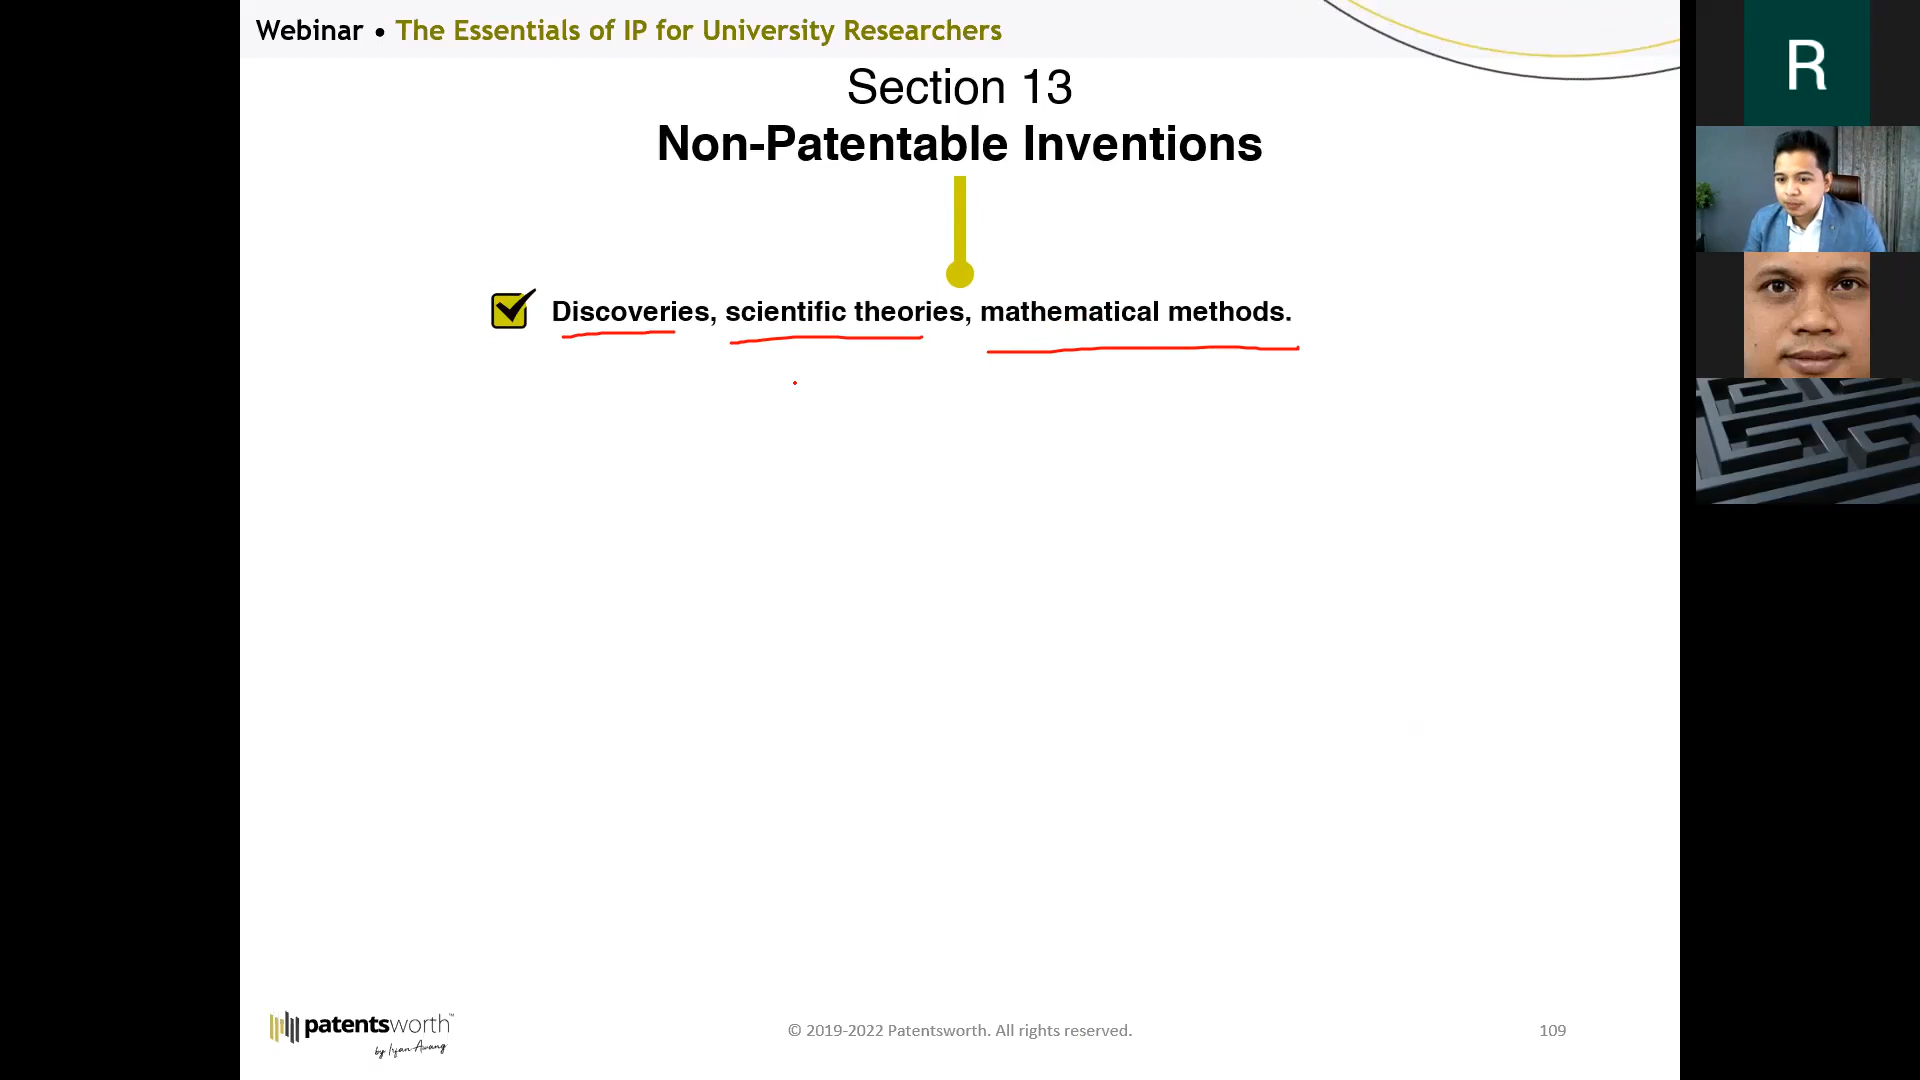 Webinar • The Essentials of IP for University Researchers
R
Section 13
Non-Patentable Inventions
Discoveries, scientific theories, mathematical methods.
patentsworth™
by Irfan Awang
© 2019-2022 Patentsworth. All rights reserved.
109